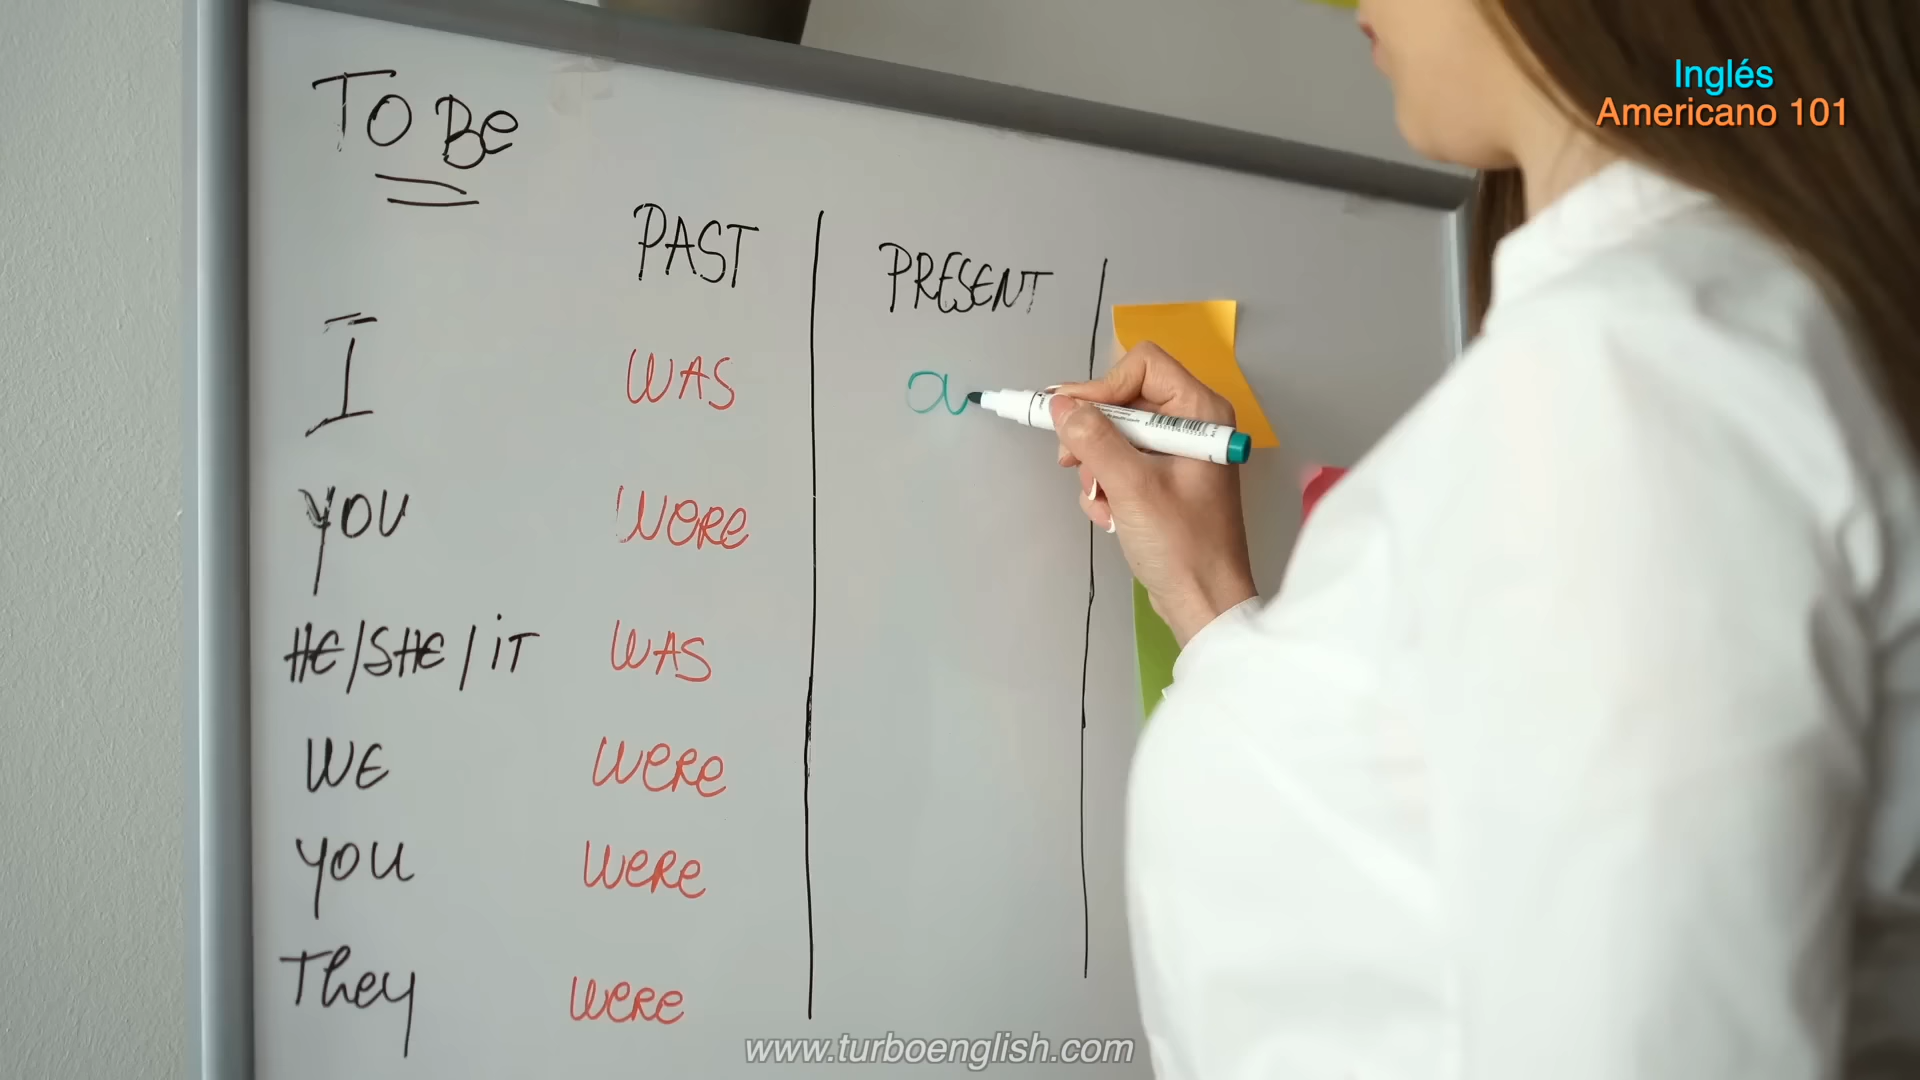 Inglés
Americano 101
To Be
PAST
PRESENT
I WAS a
YOU WeRe
HE/SHE/iT WAS
WE WeRe
YOU WeRe
They WeRe
www.turboenglish.com